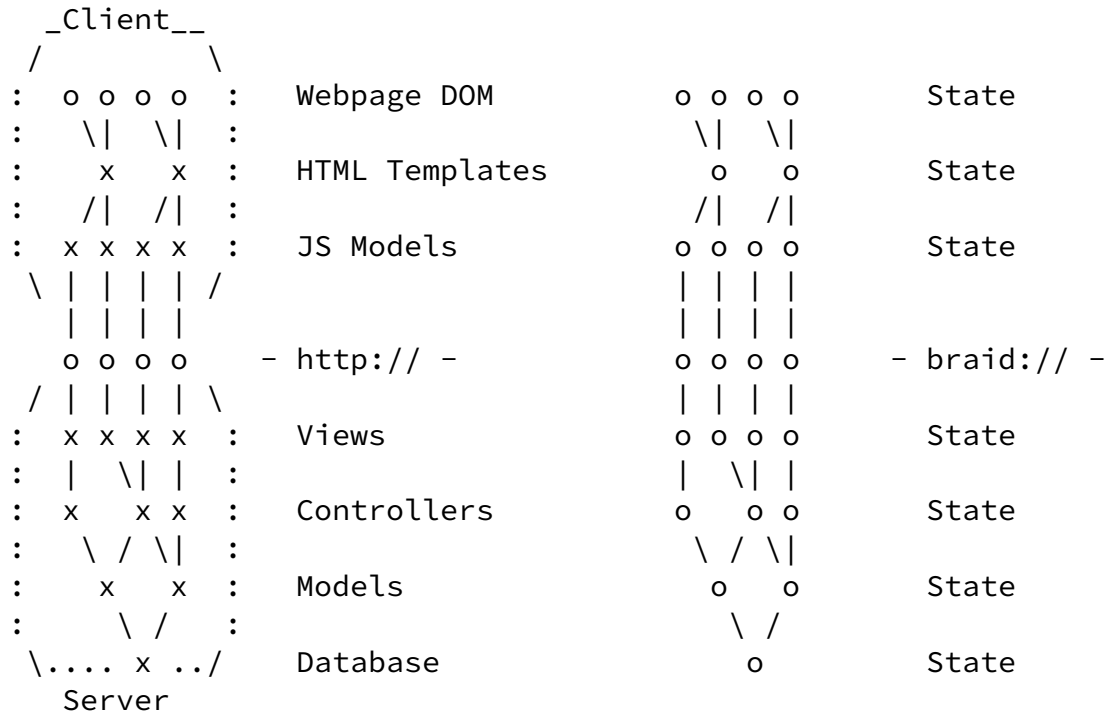 _Client__
/         \
:  o o o o  :   Webpage DOM          o o o o       State
:   \|  \|  :                         \|  \|
:    x   x  :   HTML Templates         o   o       State
:   /|  /|  :                         /|  /|
:  x x x x  :   JS Models            o o o o       State
\ | | | | /                          | | | |
| | | |                            | | | |
o o o o    - http:// -            o o o o     - braid:// -
/ | | | | \                          | | | |
:  x x x x  :   Views                o o o o       State
:  |  \| |  :                        |  \| |
:  x   x x  :   Controllers          o   o o       State
:   \ / \|  :                         \ / \|
:    x   x  :   Models                 o   o       State
:     \ /   :                           \ /
\.... x ../    Database                 o         State
Server